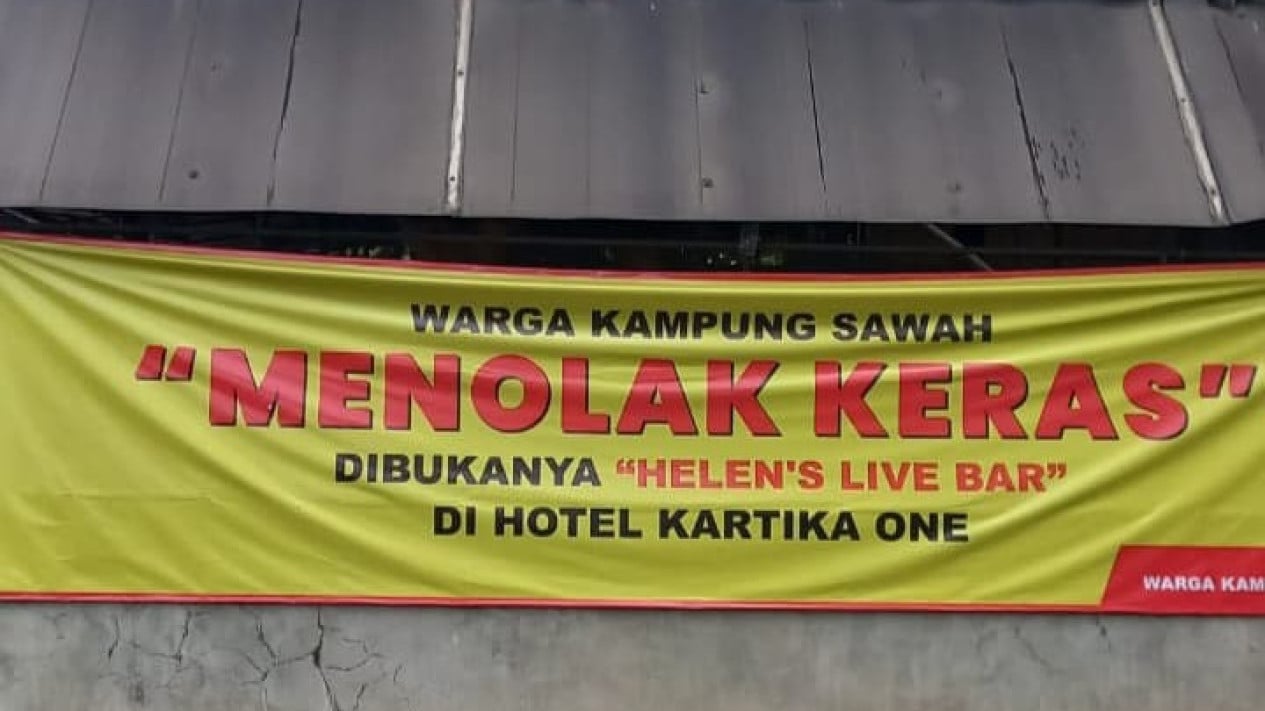 WARGA KAMPUNG SAWAH
“MENOLAK KERAS”
DIBUKANYA “HELEN'S LIVE BAR”
DI HOTEL KARTIKA ONE
WARGA KAM